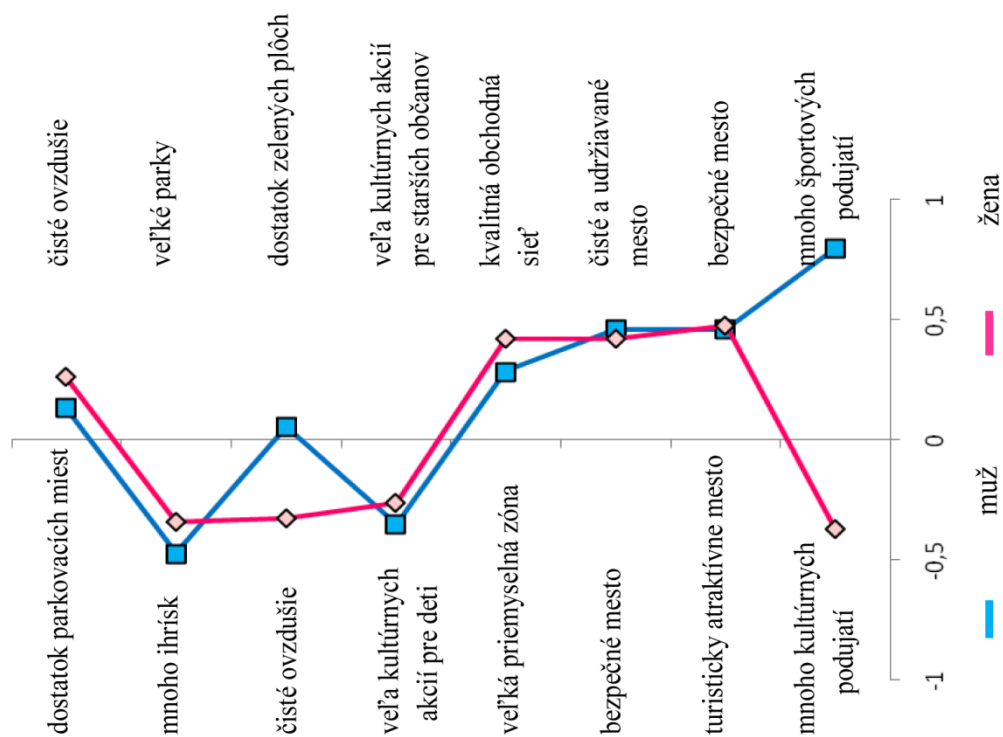 čisté ovzdušie
veľké parky
dostatok zelených plôch
veľa kultúrnych akcií
pre starších občanov
kvalitná obchodná
sieť
čisté a udržiavané
mesto
bezpečné mesto
mnoho športových
podujatí
dostatok parkovacích miest
mnoho ihrísk
čisté ovzdušie
veľa kultúrnych
akcií pre deti
veľká priemyselná zóna
bezpečné mesto
turisticky atraktívne mesto
mnoho kultúrnych
podujatí
-1
-0,5
0
0,5
1
muž
žena